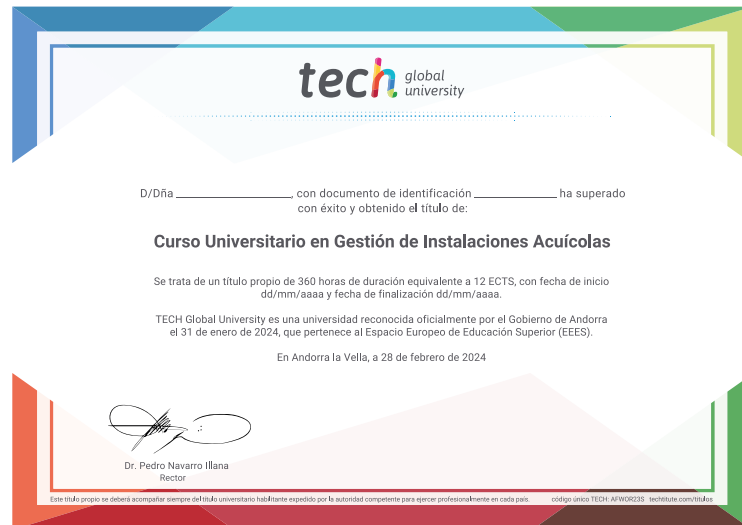 tech global university
D/Dña ______________, con documento de identificación ______________ ha superado
con éxito y obtenido el título de:
Curso Universitario en Gestión de Instalaciones Acuícolas
Se trata de un título propio de 360 horas de duración equivalente a 12 ECTS, con fecha de inicio
dd/mm/aaaa y fecha de finalización dd/mm/aaaa.
TECH Global University es una universidad reconocida oficialmente por el Gobierno de Andorra
el 31 de enero de 2024, que pertenece al Espacio Europeo de Educación Superior (EEES).
En Andorra la Vella, a 28 de febrero de 2024
Dr. Pedro Navarro Illana
Rector
Este título propio se deberá acompañar siempre del título universitario habilitante expedido por la autoridad competente para ejercer profesionalmente en cada país. código único TECH: AFWOR23S techtitute.com/titulos